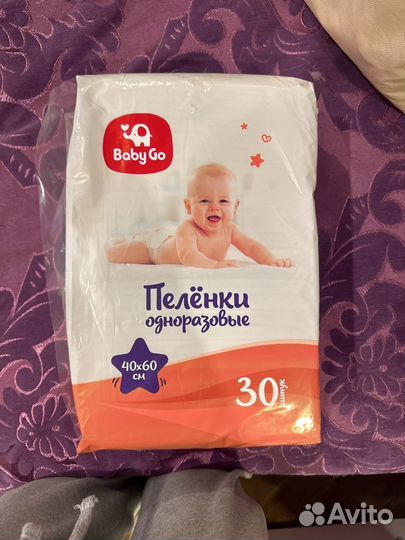 Baby Go
Пелёнки
одноразовые
40x60
см
30 штук
Avito